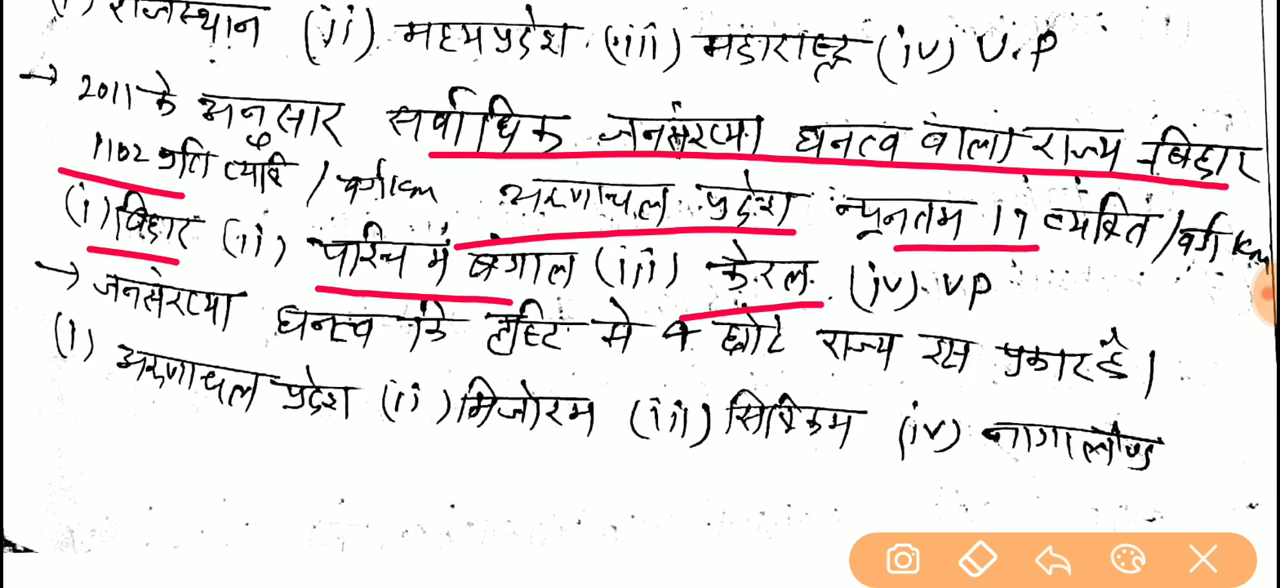 (i) राजस्थान (ii) मध्यप्रदेश (iii) महाराष्ट्र (iv) U.P
→ 2011 के अनुसार सर्वाधिक जनसंख्या घनत्व वाला राज्य बिहार
1102 प्रति व्यक्ति / वर्ग km अरुणाचल प्रदेश न्यूनतम 17 व्यक्ति / वर्ग km
(i) बिहार (ii) पश्चिम बंगाल (iii) केरल (iv) UP
→ जनसंख्या घनत्व कि दृष्टि से 4 छोटे राज्य इस प्रकार है।
(i) अरुणाचल प्रदेश (ii) मिजोरम (iii) सिक्किम (iv) नागालैण्ड